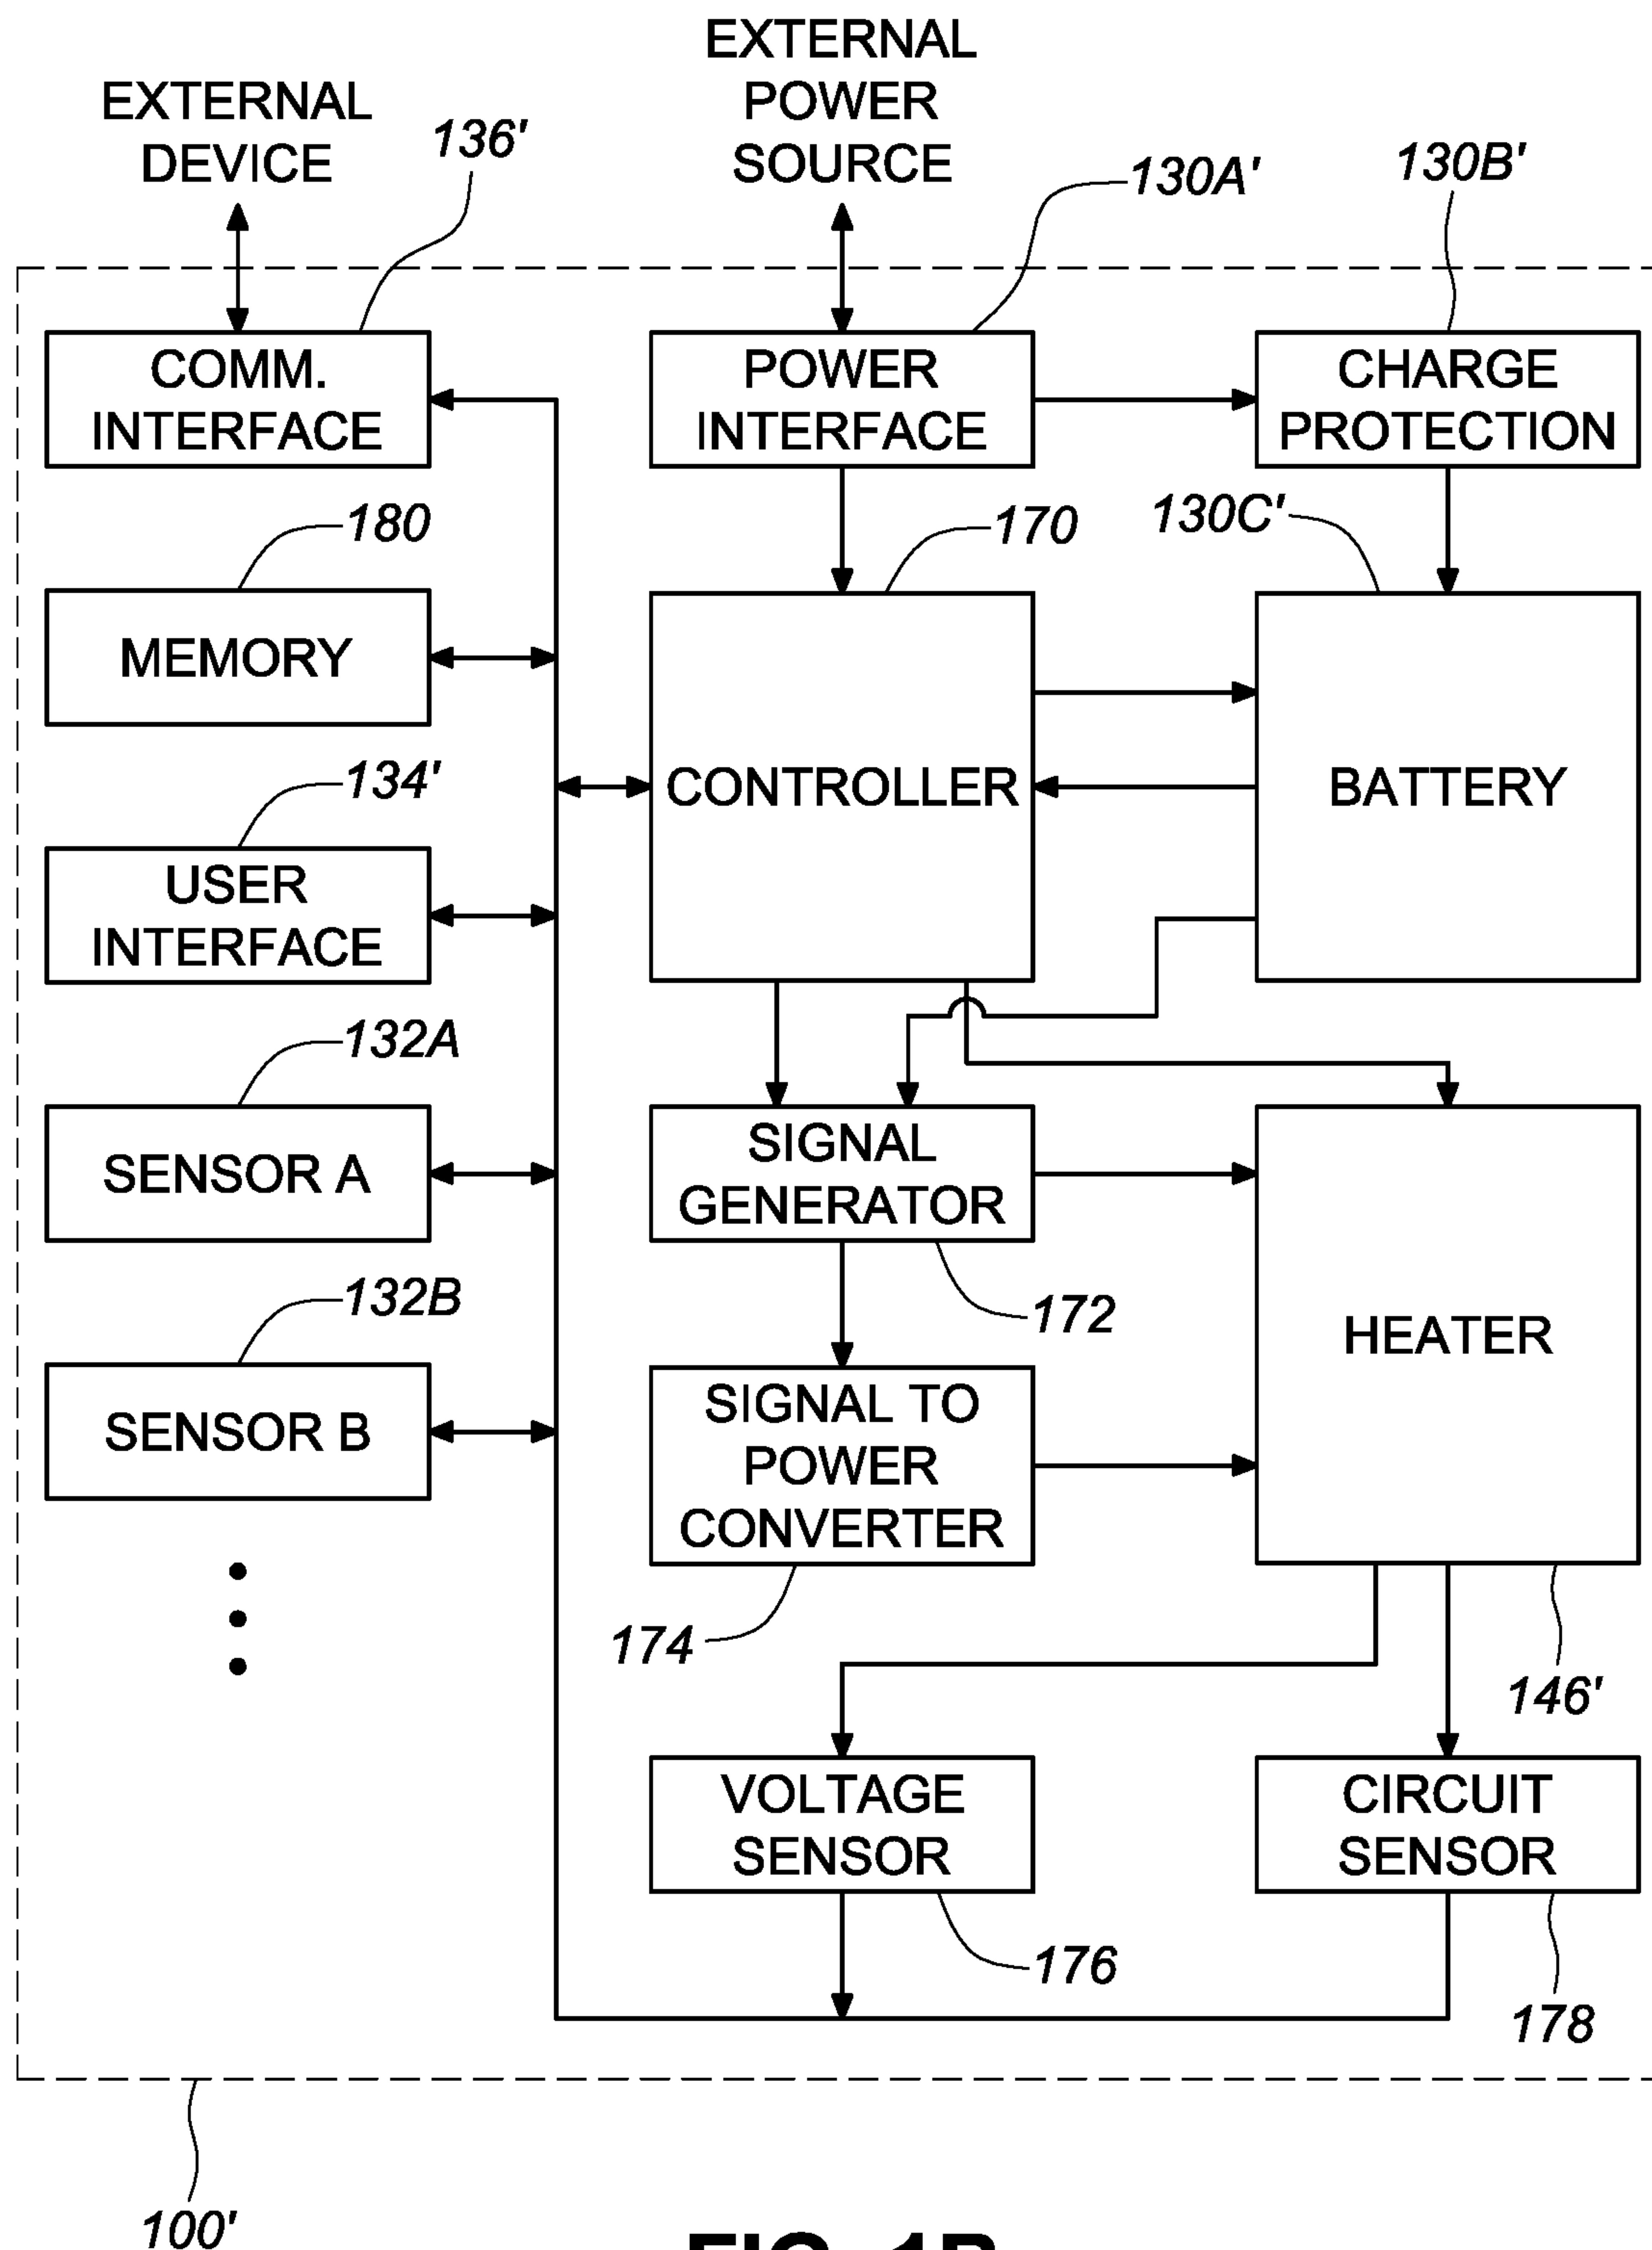 EXTERNAL
DEVICE
136'
EXTERNAL
POWER
SOURCE
130A'
130B'
COMM.
INTERFACE
POWER
INTERFACE
CHARGE
PROTECTION
180
170
130C'
MEMORY
CONTROLLER
BATTERY
134'
USER
INTERFACE
132A
SENSOR A
SIGNAL
GENERATOR
172
HEATER
132B
SENSOR B
SIGNAL TO
POWER
CONVERTER
174
146'
VOLTAGE
SENSOR
CIRCUIT
SENSOR
176
178
100'
FIG. 1B